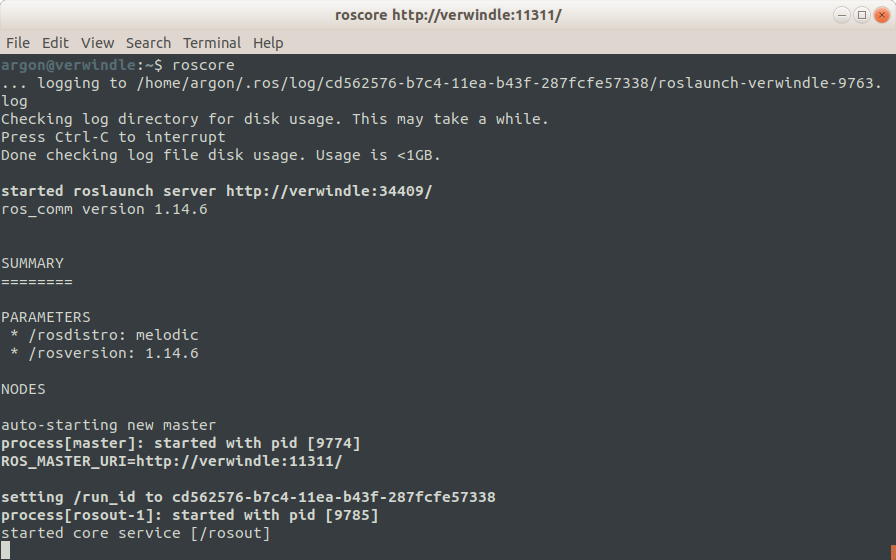 roscore http://verwindle:11311/
File Edit View Search Terminal Help
argon@verwindle:~$ roscore
... logging to /home/argon/.ros/log/cd562576-b7c4-11ea-b43f-287fcfe57338/roslaunch-verwindle-9763.
log
Checking log directory for disk usage. This may take a while.
Press Ctrl-C to interrupt
Done checking log file disk usage. Usage is <1GB.
started roslaunch server http://verwindle:34409/
ros_comm version 1.14.6
SUMMARY
========
PARAMETERS
 * /rosdistro: melodic
 * /rosversion: 1.14.6
NODES
auto-starting new master
process[master]: started with pid [9774]
ROS_MASTER_URI=http://verwindle:11311/
setting /run_id to cd562576-b7c4-11ea-b43f-287fcfe57338
process[rosout-1]: started with pid [9785]
started core service [/rosout]